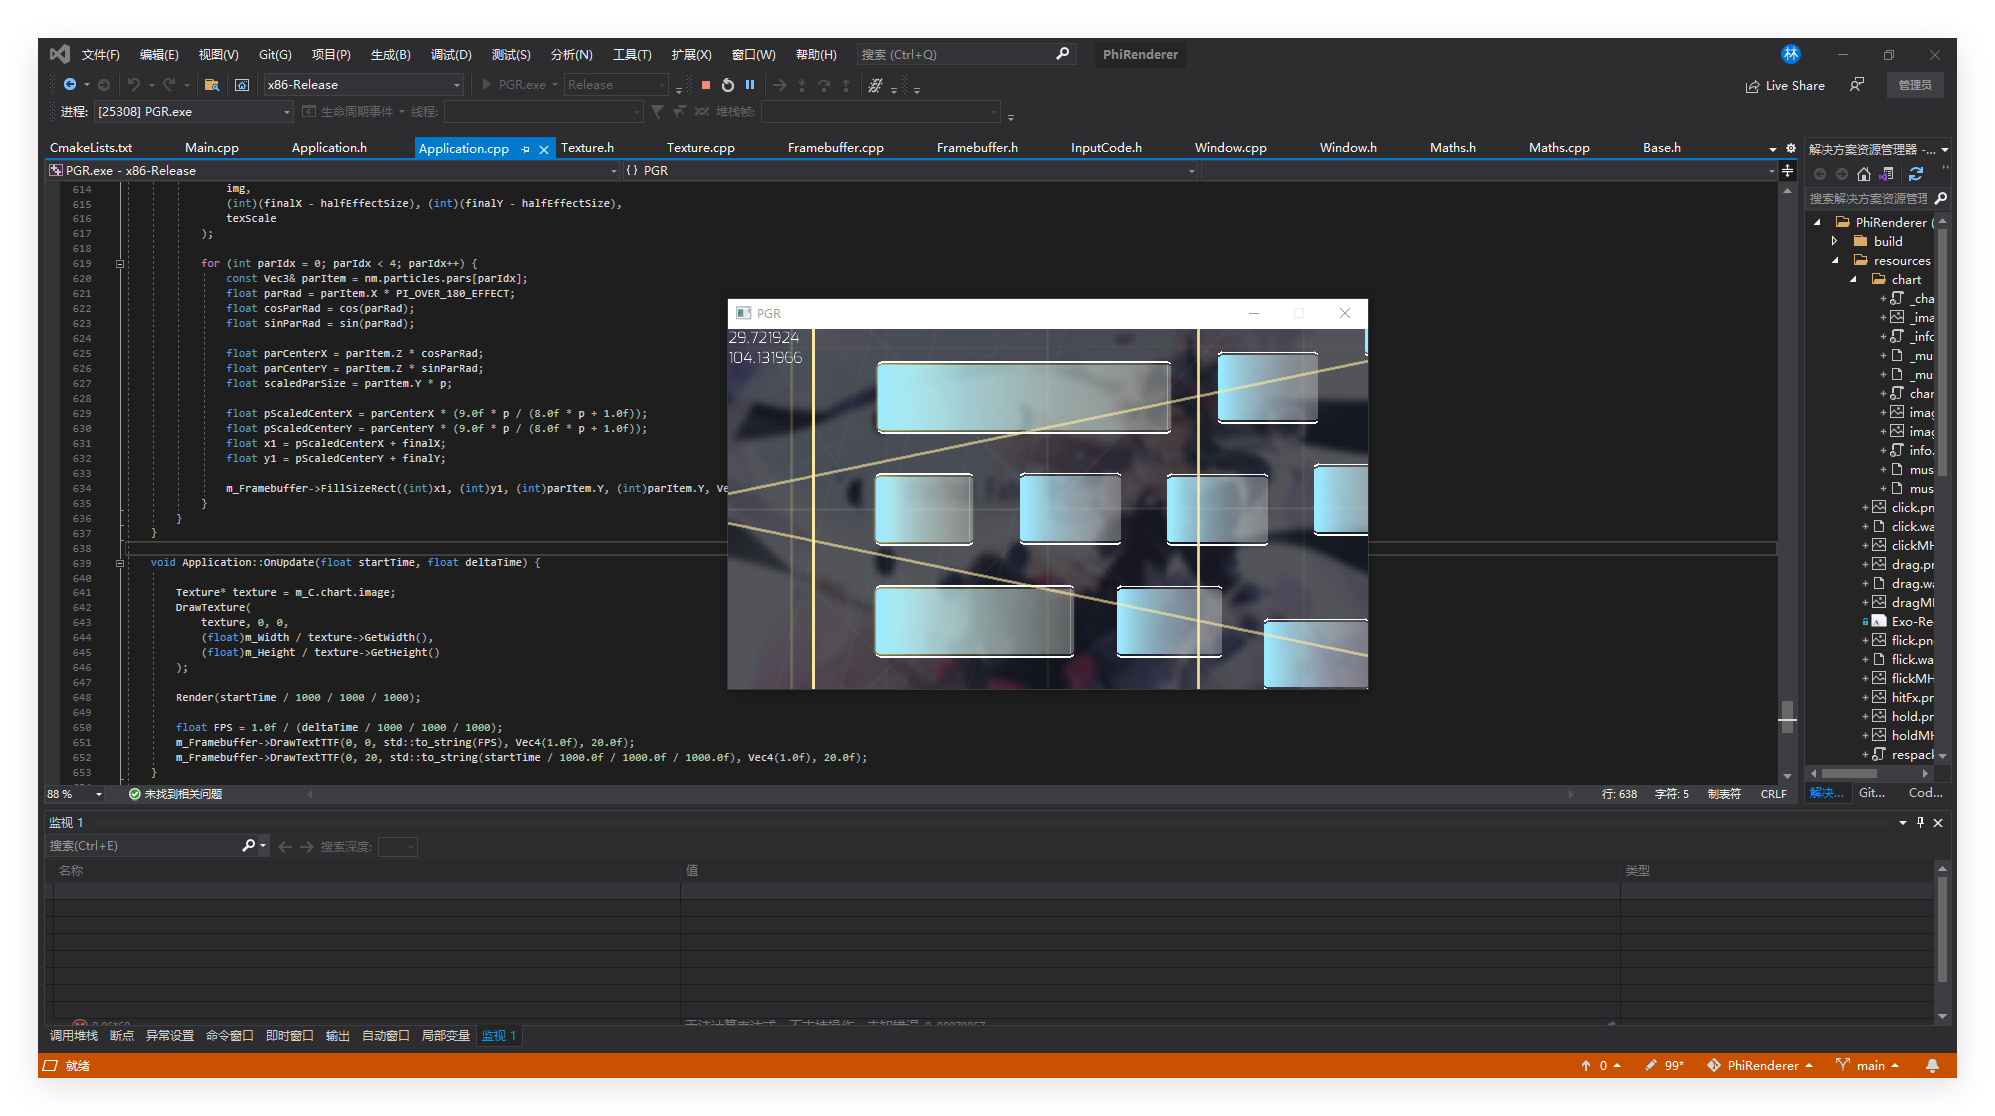 文件(F) 编辑(E) 视图(V) Git(G) 项目(P) 生成(B) 调试(D) 测试(S) 分析(N) 工具(T) 扩展(X) 窗口(W) 帮助(H) 搜索 (Ctrl+Q) PhiRenderer 林
x86-Release PGR.exe Release Live Share 管理员
进程: [25308] PGR.exe 生命周期事件 线程: 堆栈帧:
CmakeLists.txt Main.cpp Application.h Application.cpp Texture.h Texture.cpp Framebuffer.cpp Framebuffer.h InputCode.h Window.cpp Window.h Maths.h Maths.cpp Base.h
PGR.exe - x86-Release {} PGR
614 img,
615 (int)(finalX - halfEffectSize), (int)(finalY - halfEffectSize),
616 texScale
617 );
618
619 for (int parIdx = 0; parIdx < 4; parIdx++) {
620 const Vec3& parItem = nm.particles.pars[parIdx];
621 float parRad = parItem.X * PI_OVER_180_EFFECT;
622 float cosParRad = cos(parRad);
623 float sinParRad = sin(parRad);
624
625 float parCenterX = parItem.Z * cosParRad;
626 float parCenterY = parItem.Z * sinParRad;
627 float scaledParSize = parItem.Y * p;
628
629 float pScaledCenterX = parCenterX * (9.0f * p / (8.0f * p + 1.0f));
630 float pScaledCenterY = parCenterY * (9.0f * p / (8.0f * p + 1.0f));
631 float x1 = pScaledCenterX + finalX;
632 float y1 = pScaledCenterY + finalY;
633
634 m_Framebuffer->FillSizeRect((int)x1, (int)y1, (int)parItem.Y, (int)parItem.Y, Ve
635 }
636 }
637 }
638
639 void Application::OnUpdate(float startTime, float deltaTime) {
640
641 Texture* texture = m_C.chart.image;
642 DrawTexture(
643 texture, 0, 0,
644 (float)m_Width / texture->GetWidth(),
645 (float)m_Height / texture->GetHeight()
646 );
647
648 Render(startTime / 1000 / 1000 / 1000);
649
650 float FPS = 1.0f / (deltaTime / 1000 / 1000 / 1000);
651 m_Framebuffer->DrawTextTTF(0, 0, std::to_string(FPS), Vec4(1.0f), 20.0f);
652 m_Framebuffer->DrawTextTTF(0, 20, std::to_string(startTime / 1000.0f / 1000.0f / 1000.0f), Vec4(1.0f), 20.0f);
653 }
PGR
29.721924
104.131966
解决方案资源管理器 -...
搜索解决方案资源管理
PhiRenderer (
build
resources
chart
_cha
_ima
_info
_mu
_mu
char
imag
imag
info.
mus
mus
click.pn
click.wa
clickMH
drag.pn
drag.wa
dragMH
Exo-Re
flick.pn
flick.wa
flickMH
hitFx.pr
hold.pr
holdMH
respack
88 % 未找到相关问题 行: 638 字符: 5 制表符 CRLF
解决... Git... Cod...
监视 1
搜索(Ctrl+E) 搜索深度:
名称 值 类型
调用堆栈 断点 异常设置 命令窗口 即时窗口 输出 自动窗口 局部变量 监视 1
就绪 0 99* PhiRenderer main